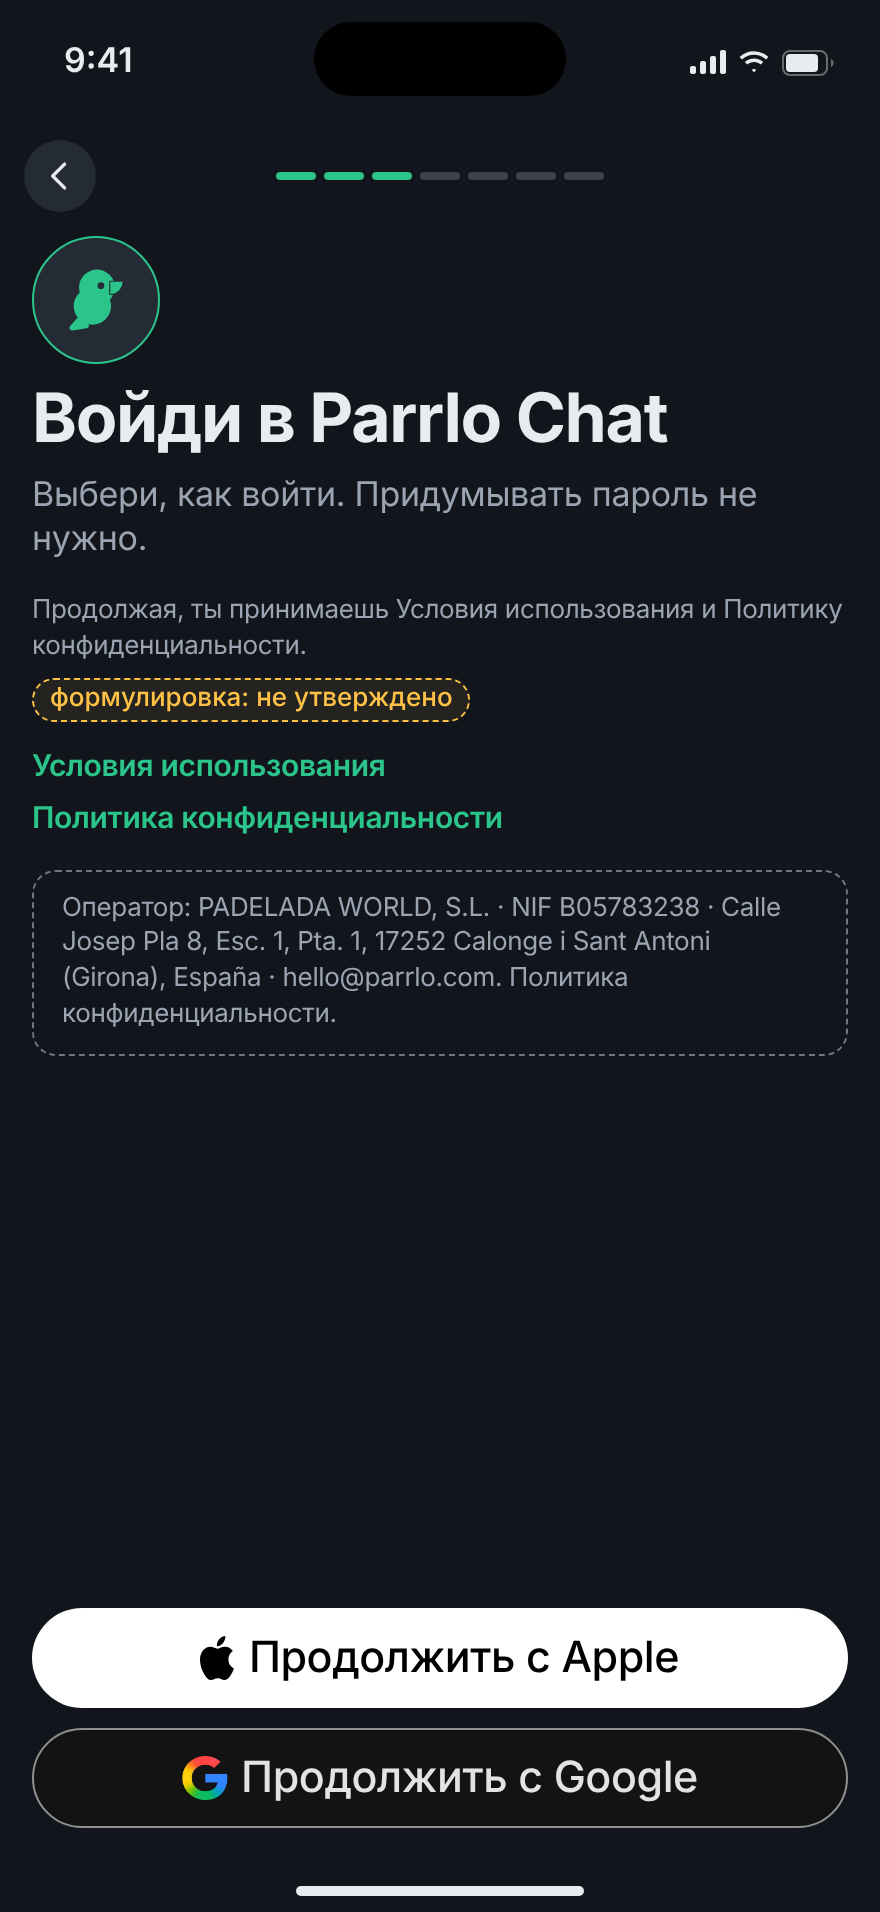 9:41
Войди в Parrlo Chat
Выбери, как войти. Придумывать пароль не
нужно.
Продолжая, ты принимаешь Условия использования и Политику
конфиденциальности.
формулировка: не утверждено
Условия использования
Политика конфиденциальности
Оператор: PADELADA WORLD, S.L. · NIF B05783238 · Calle
Josep Pla 8, Esc. 1, Pta. 1, 17252 Calonge i Sant Antoni
(Girona), España · hello@parrlo.com. Политика
конфиденциальности.
Продолжить с Apple
Продолжить с Google